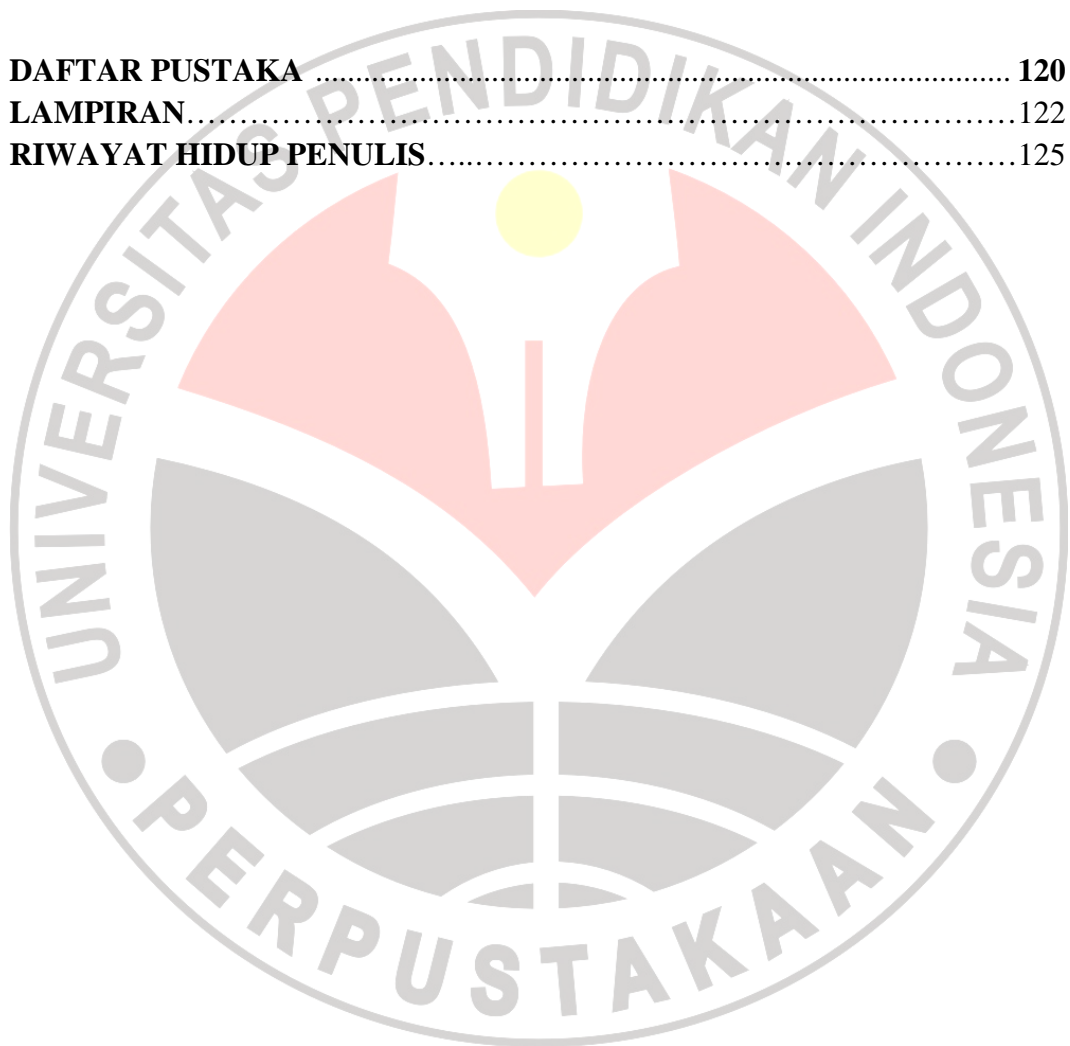 DAFTAR PUSTAKA ........................................................................................ 120
LAMPIRAN……………………………………………………………………………122
RIWAYAT HIDUP PENULIS…...………………………………………………125
UNIVERSITAS PENDIDIKAN INDONESIA
PERPUSTAKAAN